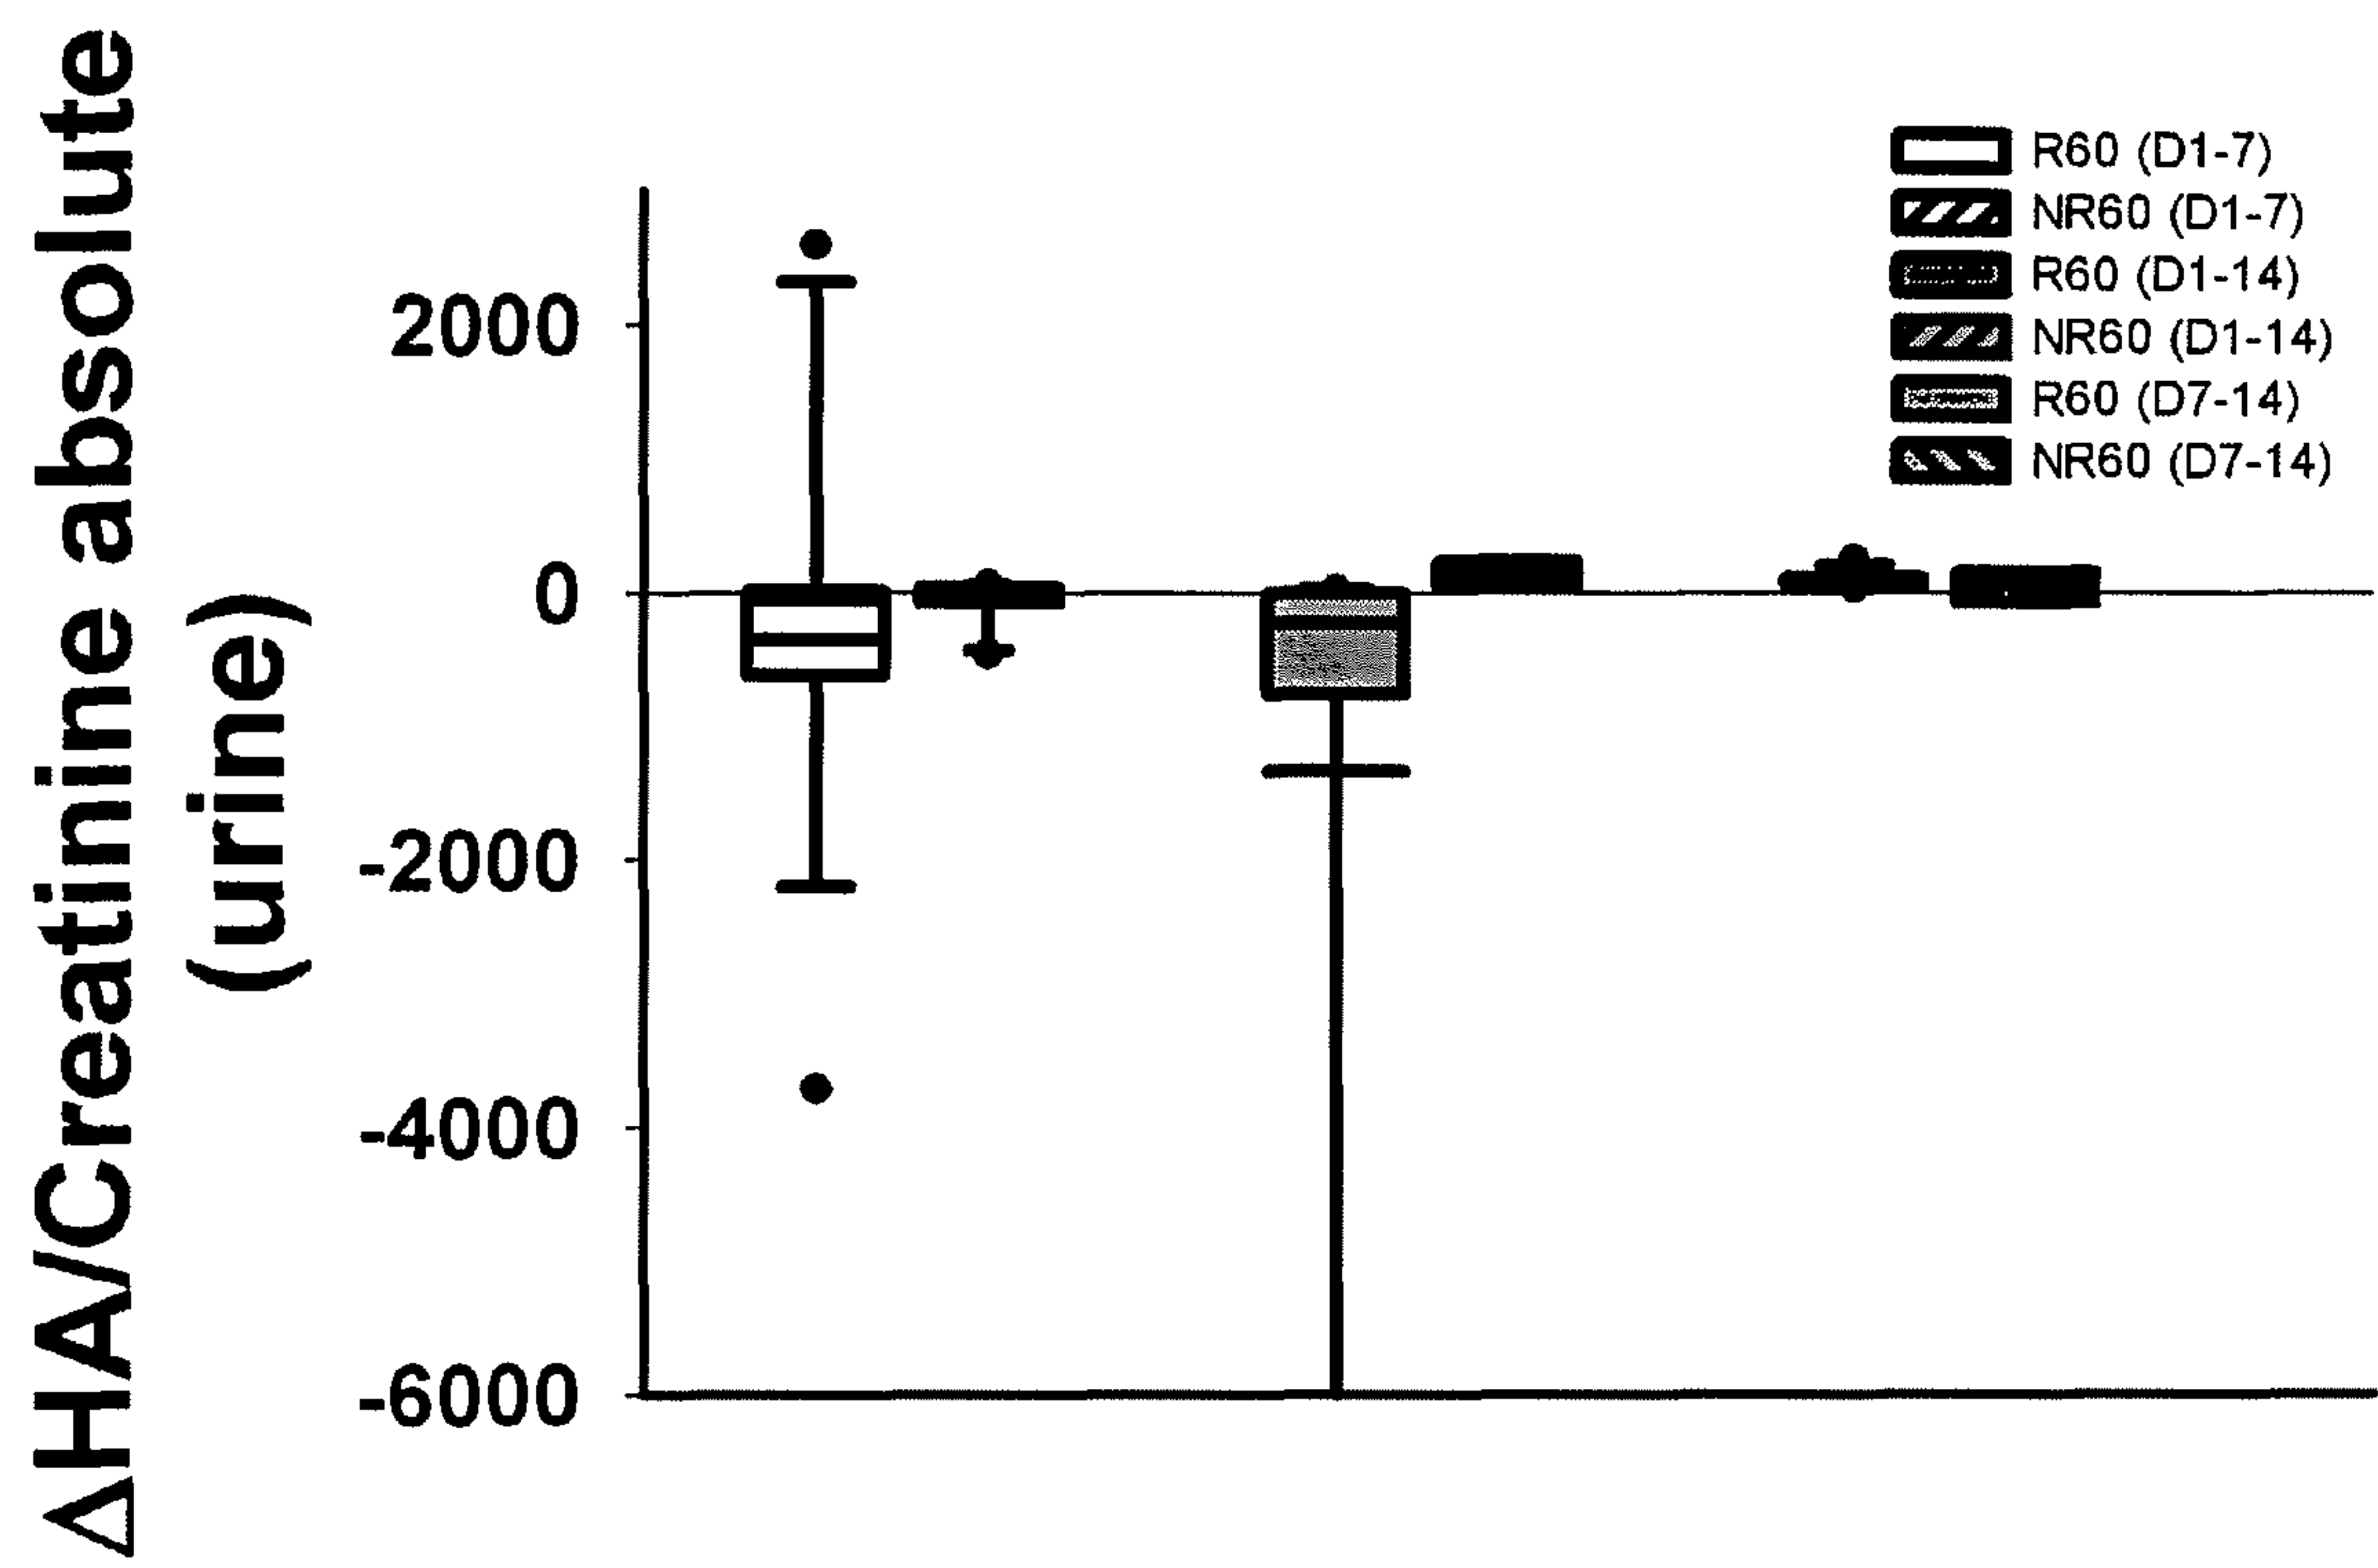 ΔHA/Creatinine absolute
(urine)
2000
0
-2000
-4000
-6000
R60 (D1-7)
NR60 (D1-7)
R60 (D1-14)
NR60 (D1-14)
R60 (D7-14)
NR60 (D7-14)